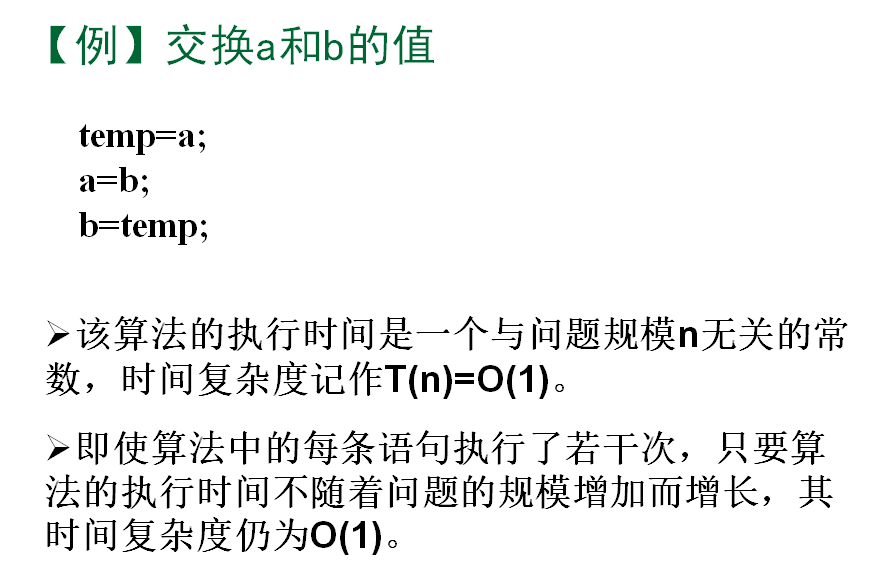 【例】交换a和b的值
temp=a;
a=b;
b=temp;
➢该算法的执行时间是一个与问题规模n无关的常
数，时间复杂度记作T(n)=O(1)。
➢即使算法中的每条语句执行了若干次，只要算
法的执行时间不随着问题的规模增加而增长，其
时间复杂度仍为O(1)。